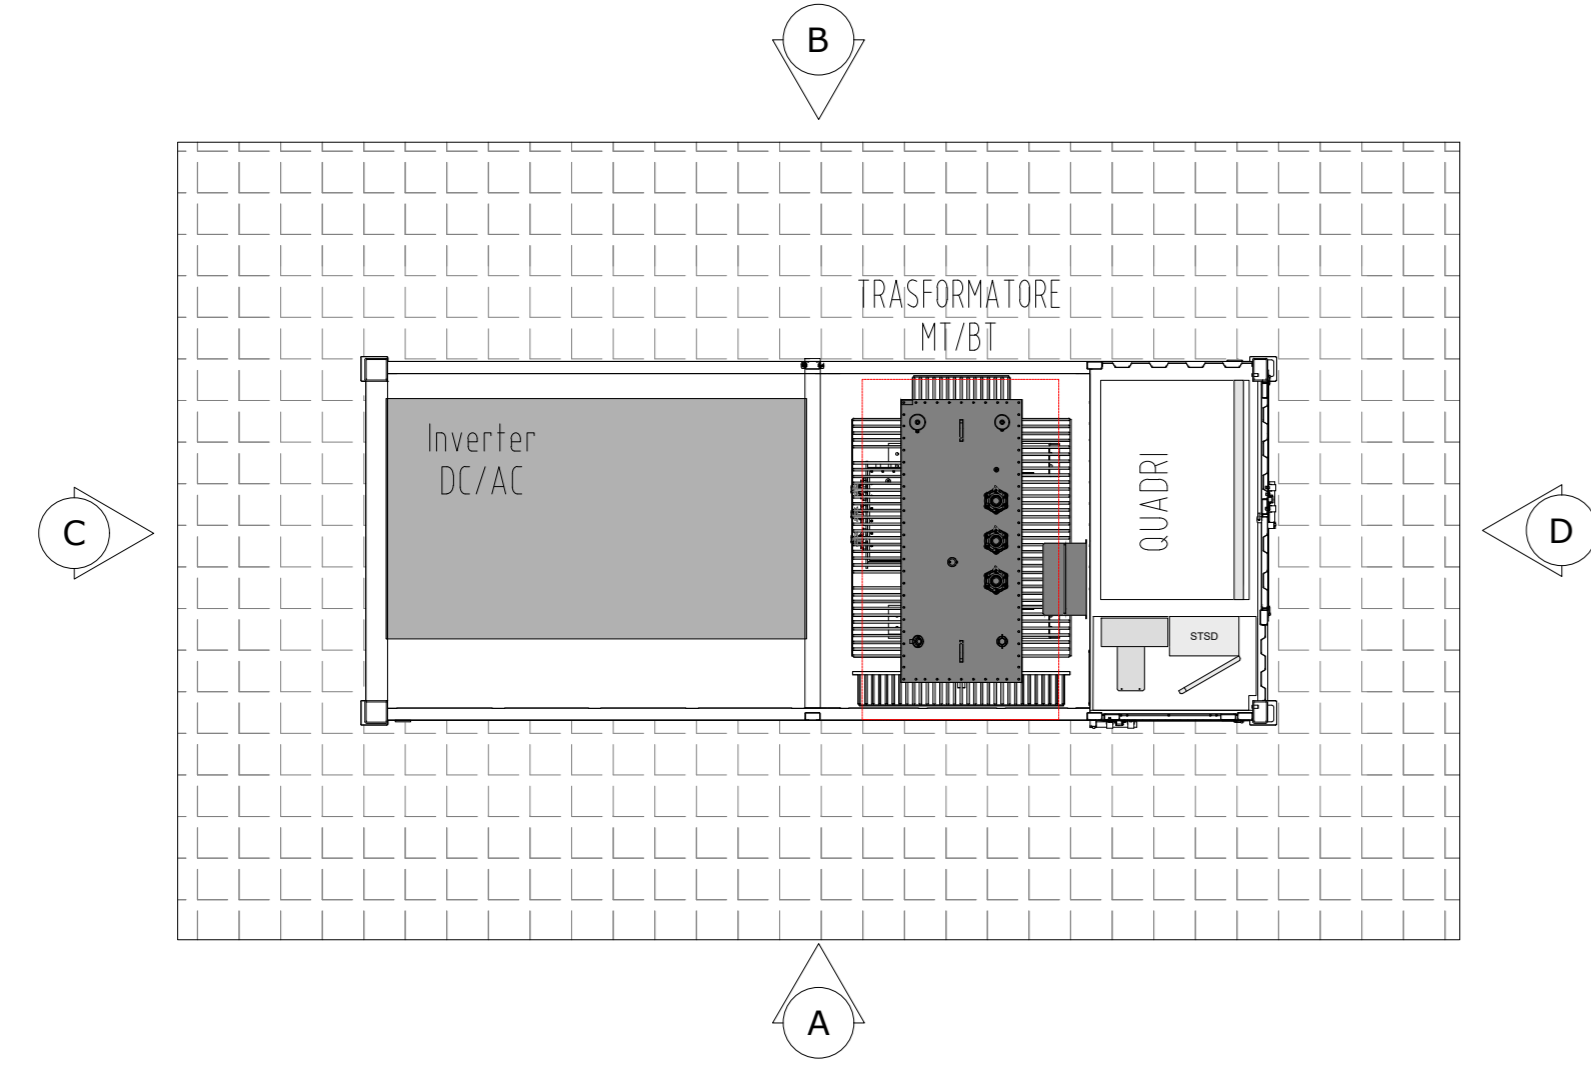 B
TRASFORMATORE
MT/BT
Inverter
DC/AC
QUADRI
C
D
STSD
A